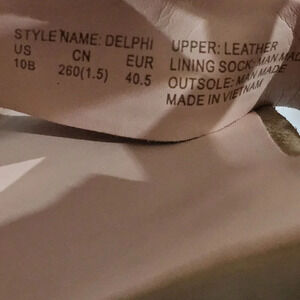 STYLE NAME: DELPHI
US CN EUR
10B 260(1.5) 40.5
UPPER: LEATHER
LINING SOCK: MAN MADE
OUTSOLE: MAN MADE
MADE IN VIETNAM